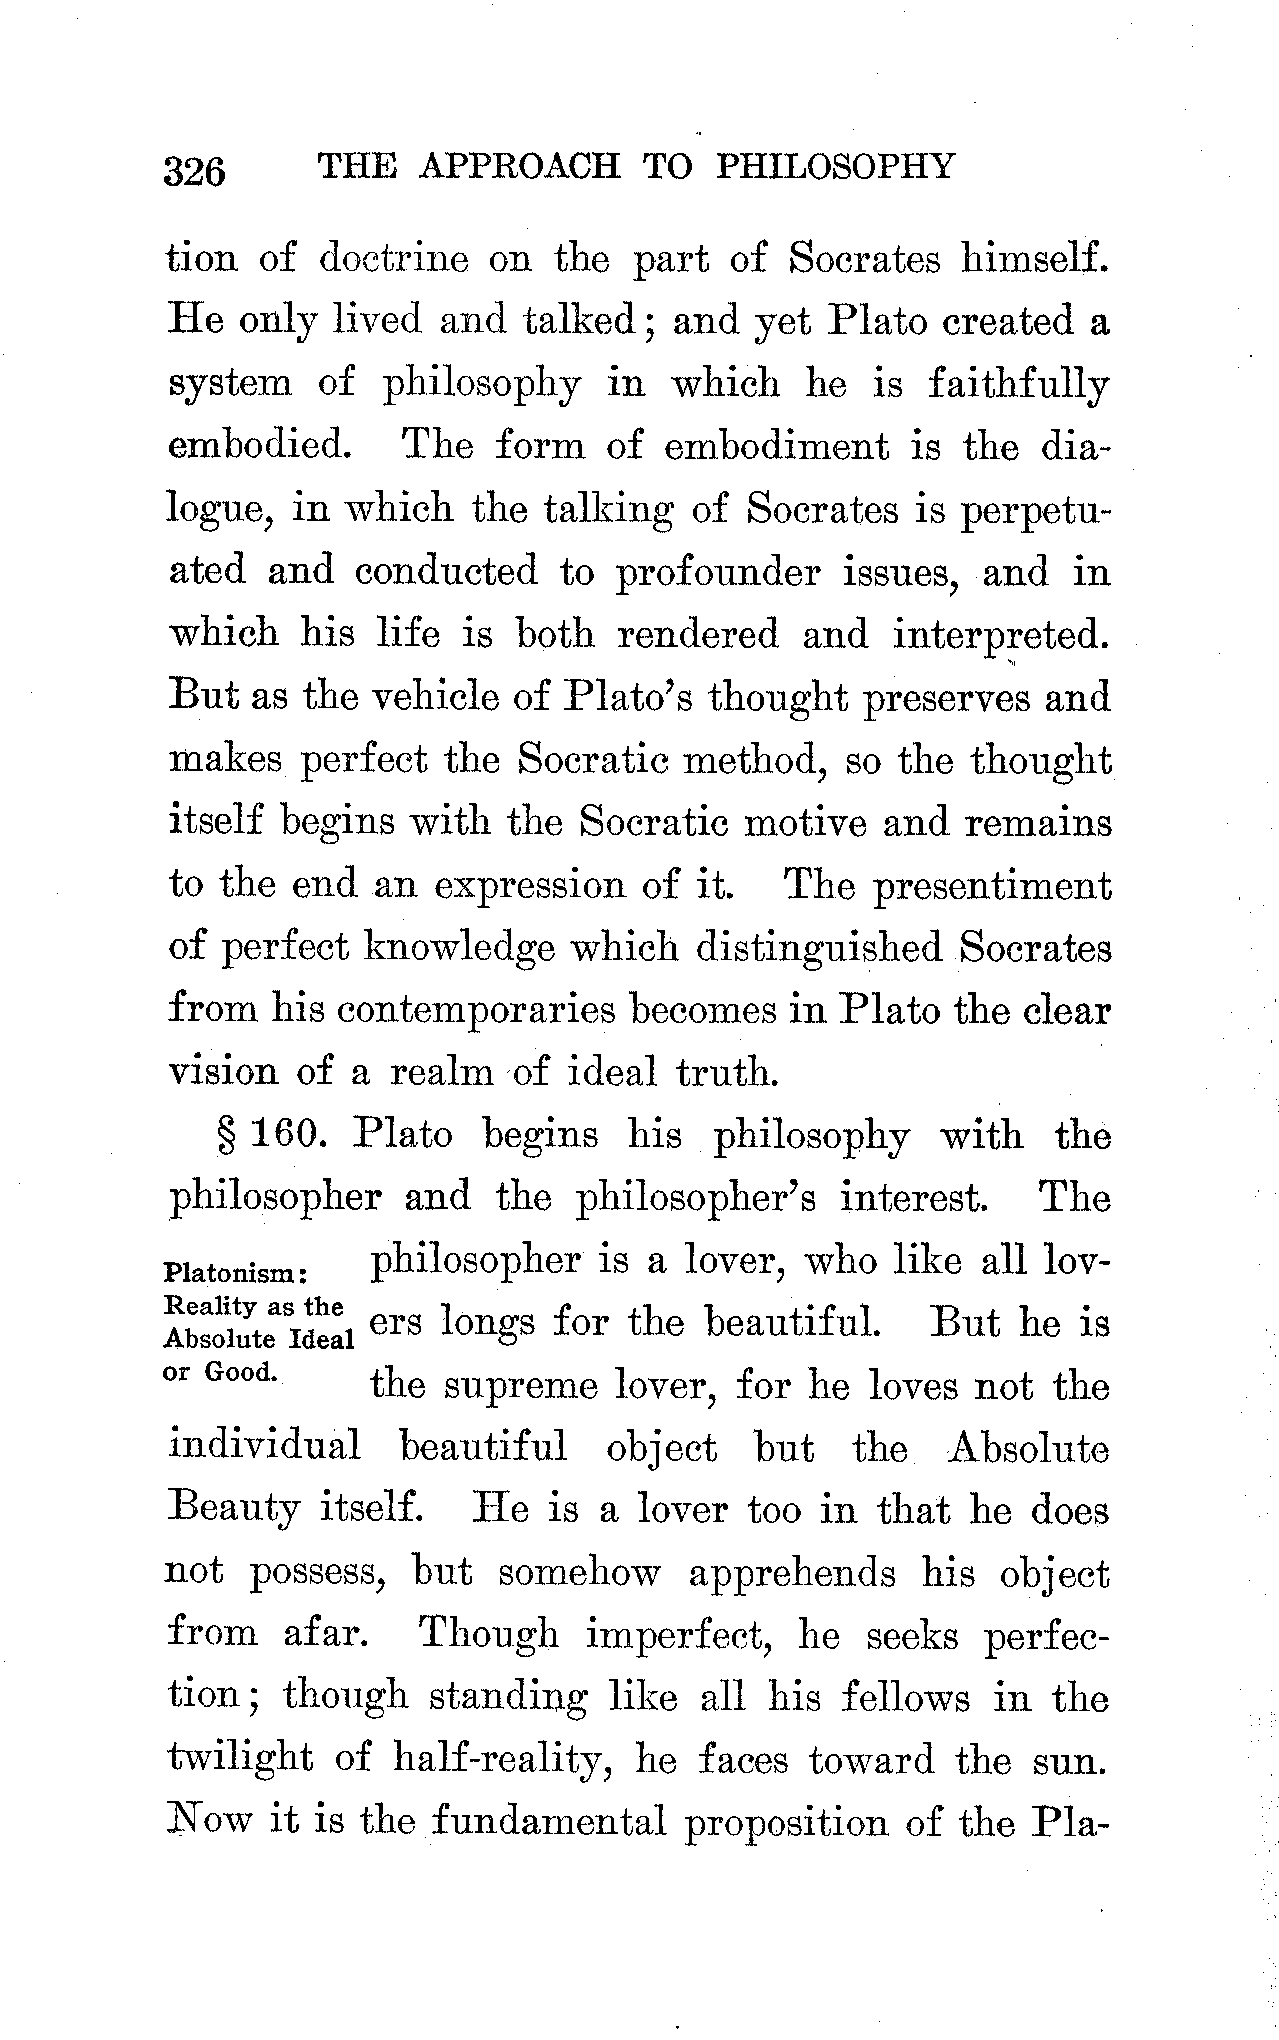 326 THE APPROACH TO PHILOSOPHY
tion of doctrine on the part of Socrates himself.
He only lived and talked; and yet Plato created a
system of philosophy in which he is faithfully
embodied. The form of embodiment is the dia-
logue, in which the talking of Socrates is perpetu-
ated and conducted to profounder issues, and in
which his life is both rendered and interpreted.
But as the vehicle of Plato's thought preserves and
makes perfect the Socratic method, so the thought
itself begins with the Socratic motive and remains
to the end an expression of it. The presentiment
of perfect knowledge which distinguished Socrates
from his contemporaries becomes in Plato the clear
vision of a realm of ideal truth.
§ 160. Plato begins his philosophy with the
philosopher and the philosopher's interest. The
Platonism:
Reality as the
Absolute Ideal
or Good.
philosopher is a lover, who like all lov-
ers longs for the beautiful. But he is
the supreme lover, for he loves not the
individual beautiful object but the Absolute
Beauty itself. He is a lover too in that he does
not possess, but somehow apprehends his object
from afar. Though imperfect, he seeks perfec-
tion; though standing like all his fellows in the
twilight of half-reality, he faces toward the sun.
Now it is the fundamental proposition of the Pla-